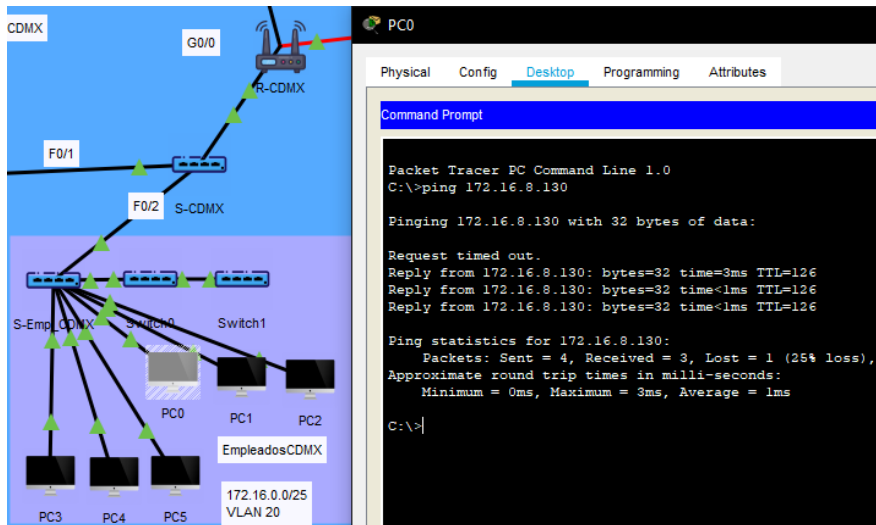 CDMX
G0/0
R-CDMX
F0/1
F0/2
S-CDMX
S-Empl_CDMX
Switch0
Switch1
PC0
PC1
PC2
EmpleadosCDMX
PC3
PC4
PC5
172.16.0.0/25
VLAN 20
PC0
Physical Config Desktop Programming Attributes
Command Prompt
Packet Tracer PC Command Line 1.0
C:\>ping 172.16.8.130
Pinging 172.16.8.130 with 32 bytes of data:
Request timed out.
Reply from 172.16.8.130: bytes=32 time=3ms TTL=126
Reply from 172.16.8.130: bytes=32 time<1ms TTL=126
Reply from 172.16.8.130: bytes=32 time<1ms TTL=126
Ping statistics for 172.16.8.130:
Packets: Sent = 4, Received = 3, Lost = 1 (25% loss),
Approximate round trip times in milli-seconds:
Minimum = 0ms, Maximum = 3ms, Average = 1ms
C:\>